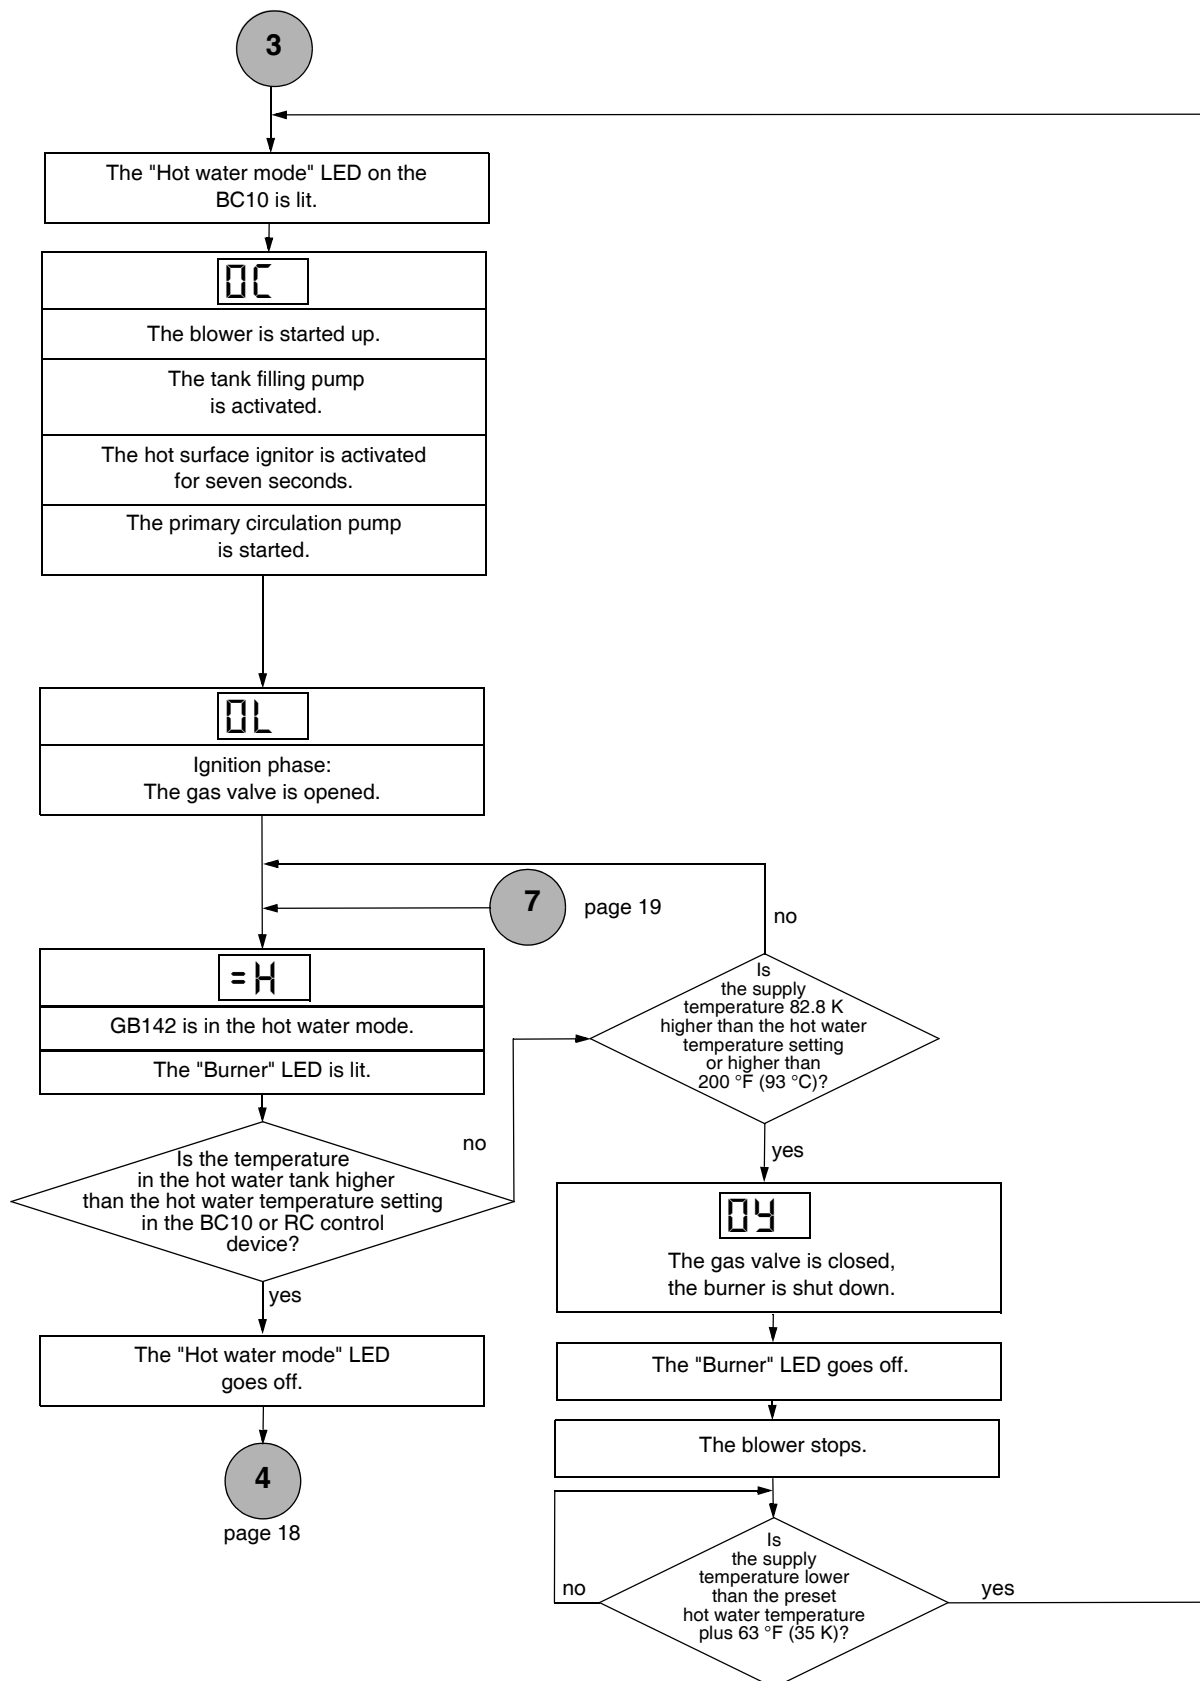 3
The "Hot water mode" LED on the
BC10 is lit.
0C
The blower is started up.
The tank filling pump
is activated.
The hot surface ignitor is activated
for seven seconds.
The primary circulation pump
is started.
0L
Ignition phase:
The gas valve is opened.
7
page 19
no
=H
GB142 is in the hot water mode.
The "Burner" LED is lit.
Is
the supply
temperature 82.8 K
higher than the hot water
temperature setting
or higher than
200 °F (93 °C)?
no
Is the temperature
in the hot water tank higher
than the hot water temperature setting
in the BC10 or RC control
device?
yes
yes
0Y
The gas valve is closed,
the burner is shut down.
The "Hot water mode" LED
goes off.
The "Burner" LED goes off.
The blower stops.
4
page 18
Is
the supply
temperature lower
than the preset
hot water temperature
plus 63 °F (35 K)?
no
yes